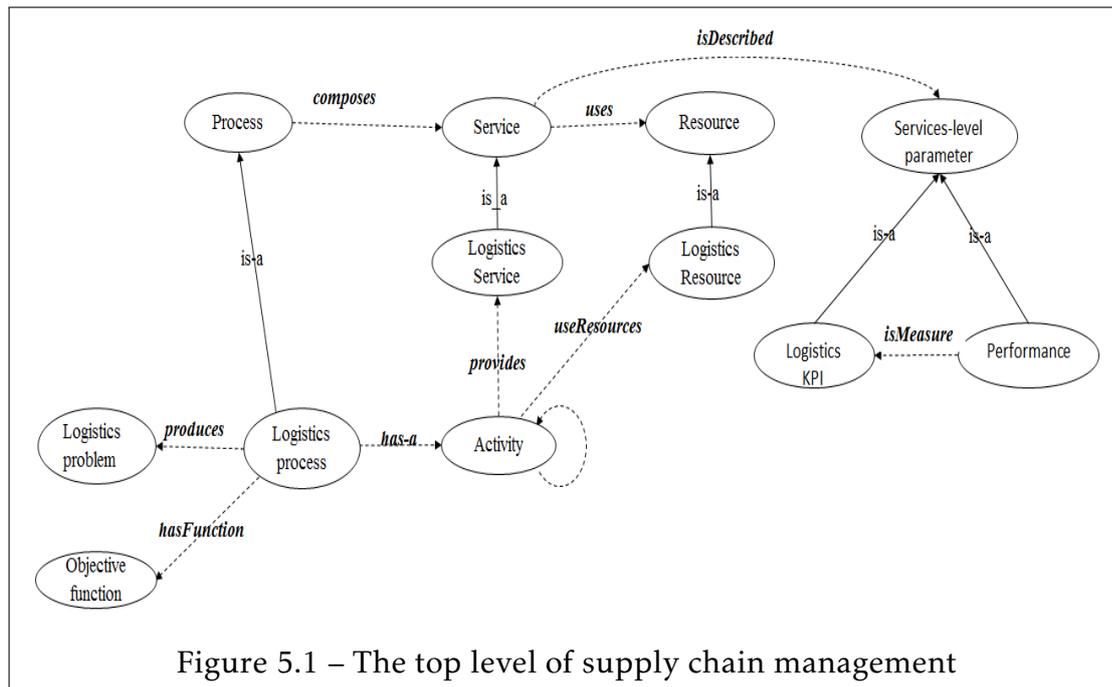 isDescribed
composes
Process
Service
uses
Resource
Services-level
parameter
is_a
is-a
Logistics
Service
Logistics
Resource
is-a
is-a
is-a
useResources
isMeasure
Logistics
KPI
Performance
provides
Logistics
problem
produces
Logistics
process
has-a
Activity
hasFunction
Objective
function
Figure 5.1 – The top level of supply chain management